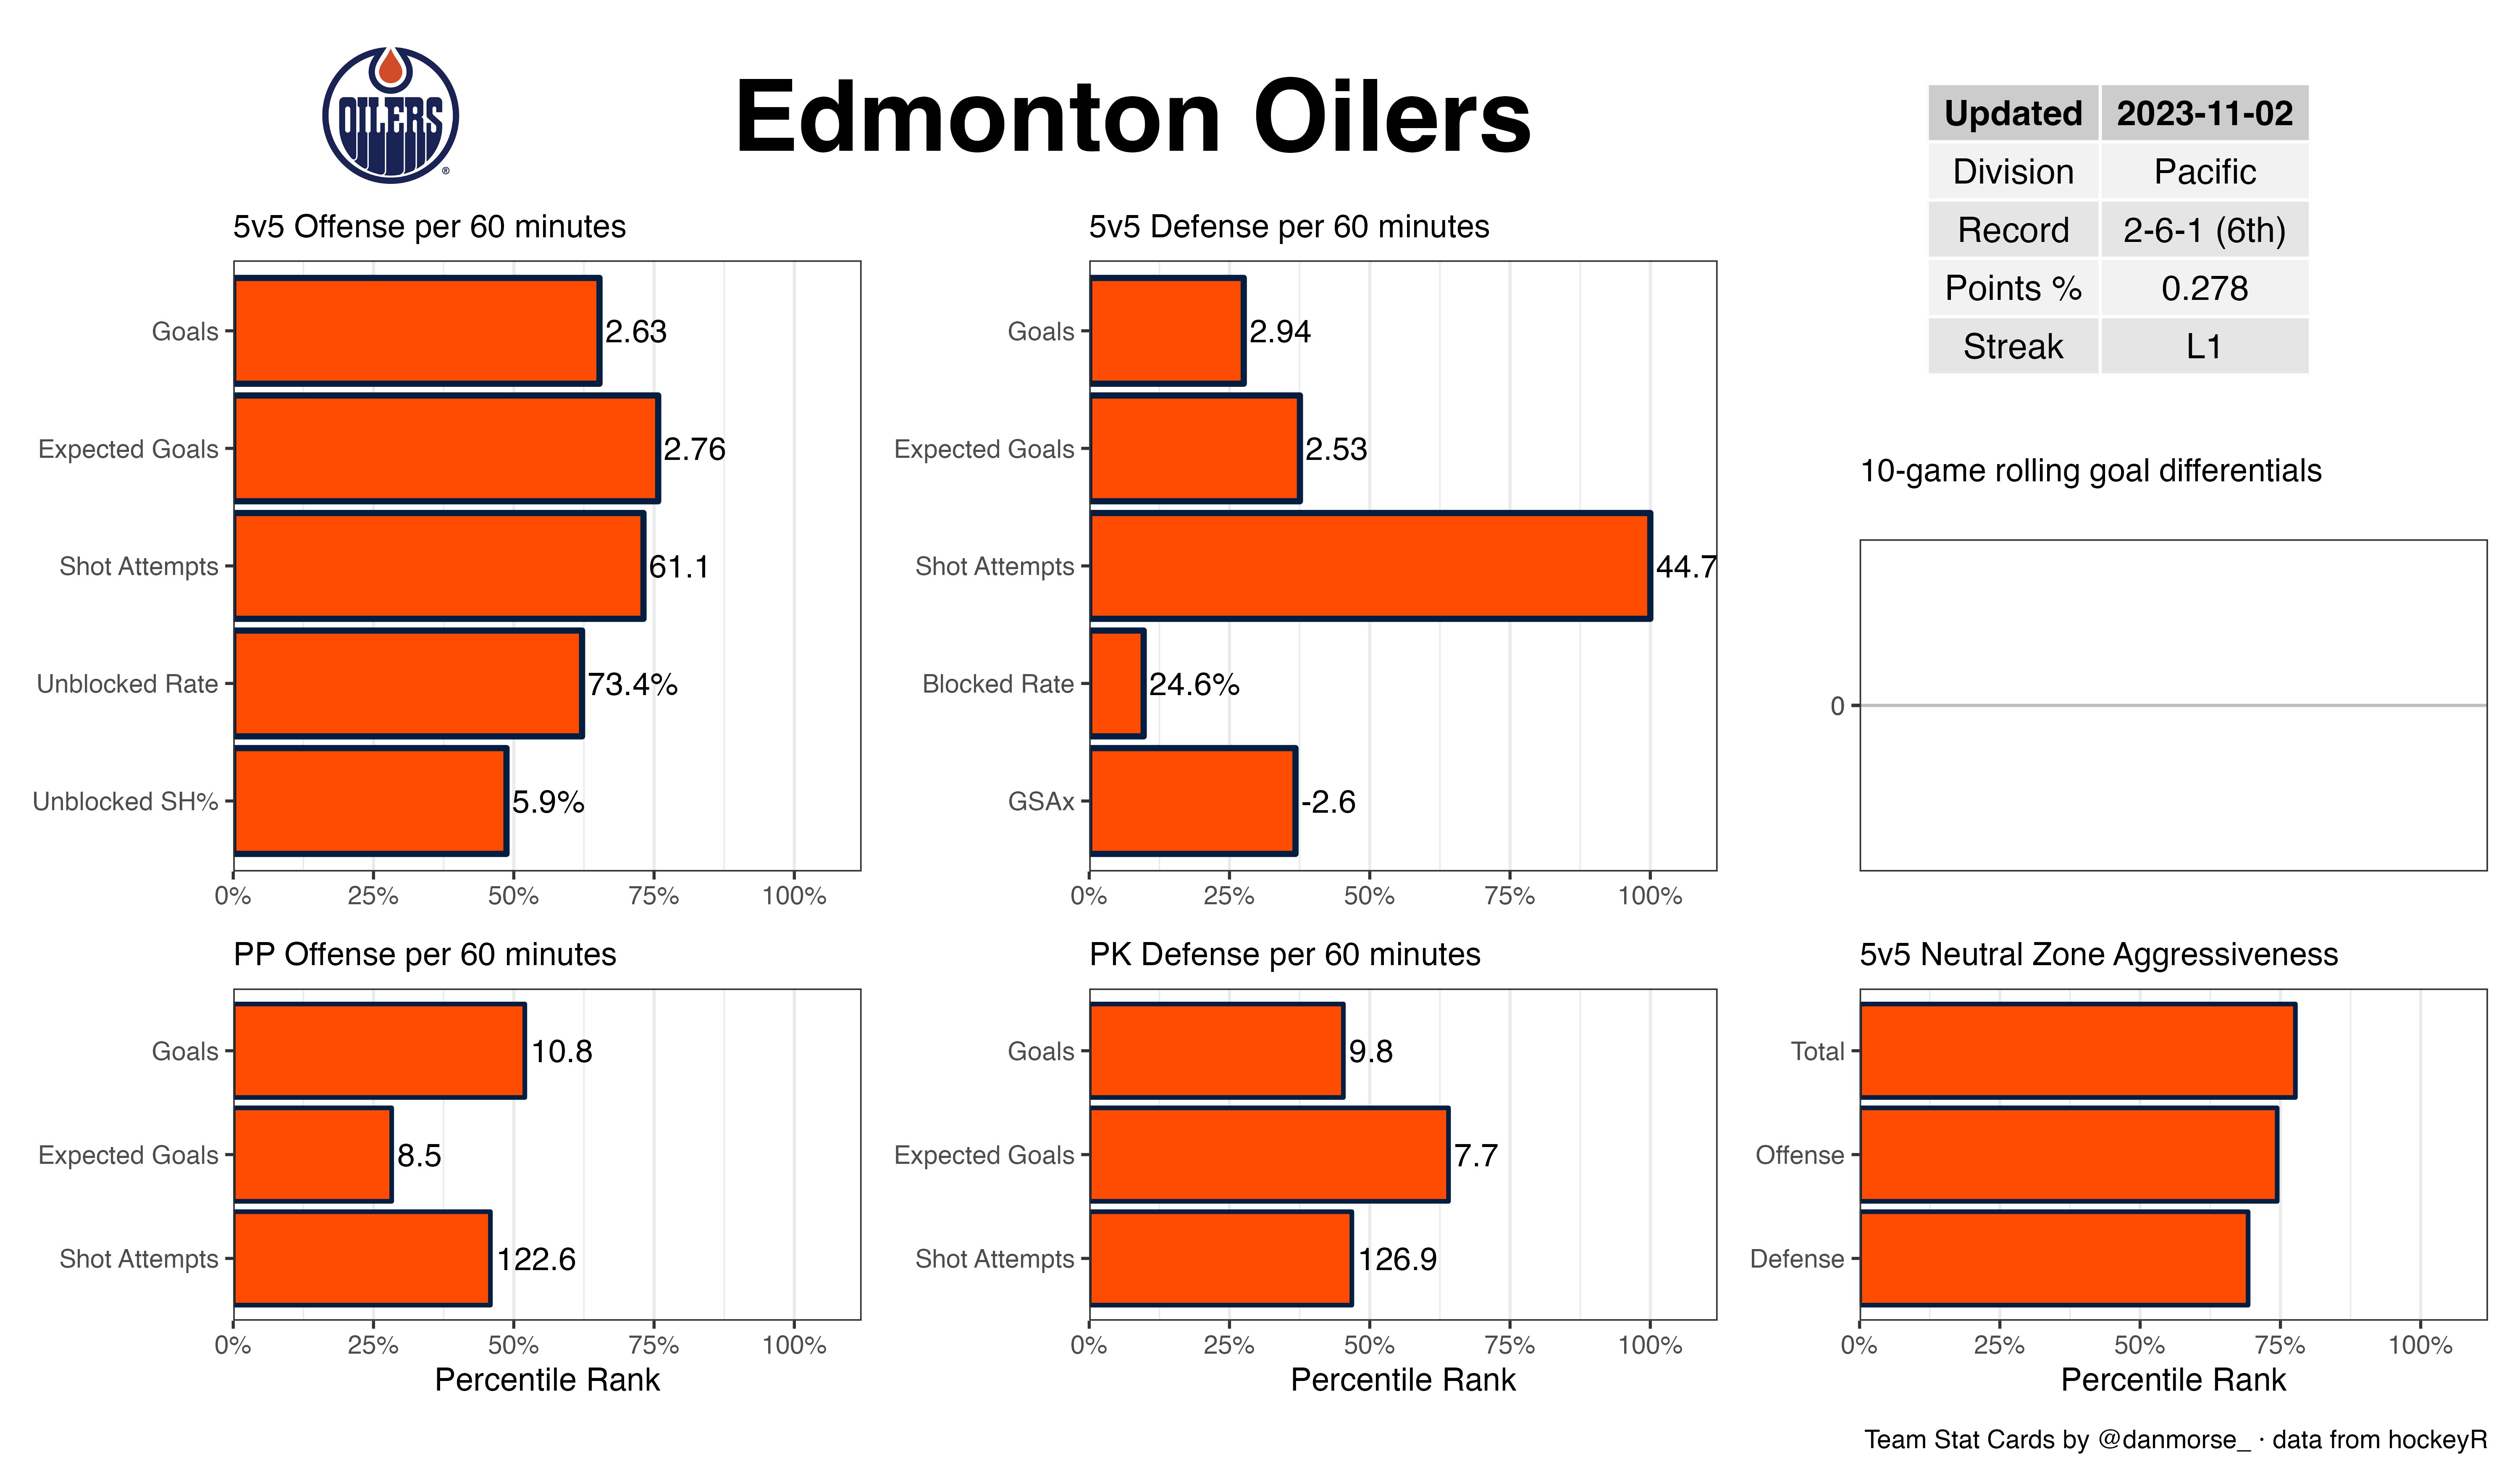 OILERS
®
Edmonton Oilers
Updated 2023-11-02
Division Pacific
Record 2-6-1 (6th)
Points % 0.278
Streak L1
5v5 Offense per 60 minutes
Goals 2.63
Expected Goals 2.76
Shot Attempts 61.1
Unblocked Rate 73.4%
Unblocked SH% 5.9%
0% 25% 50% 75% 100%
5v5 Defense per 60 minutes
Goals 2.94
Expected Goals 2.53
Shot Attempts 44.7
Blocked Rate 24.6%
GSAx -2.6
0% 25% 50% 75% 100%
10-game rolling goal differentials
0
PP Offense per 60 minutes
Goals 10.8
Expected Goals 8.5
Shot Attempts 122.6
0% 25% 50% 75% 100%
Percentile Rank
PK Defense per 60 minutes
Goals 9.8
Expected Goals 7.7
Shot Attempts 126.9
0% 25% 50% 75% 100%
Percentile Rank
5v5 Neutral Zone Aggressiveness
Total
Offense
Defense
0% 25% 50% 75% 100%
Percentile Rank
Team Stat Cards by @danmorse_ · data from hockeyR